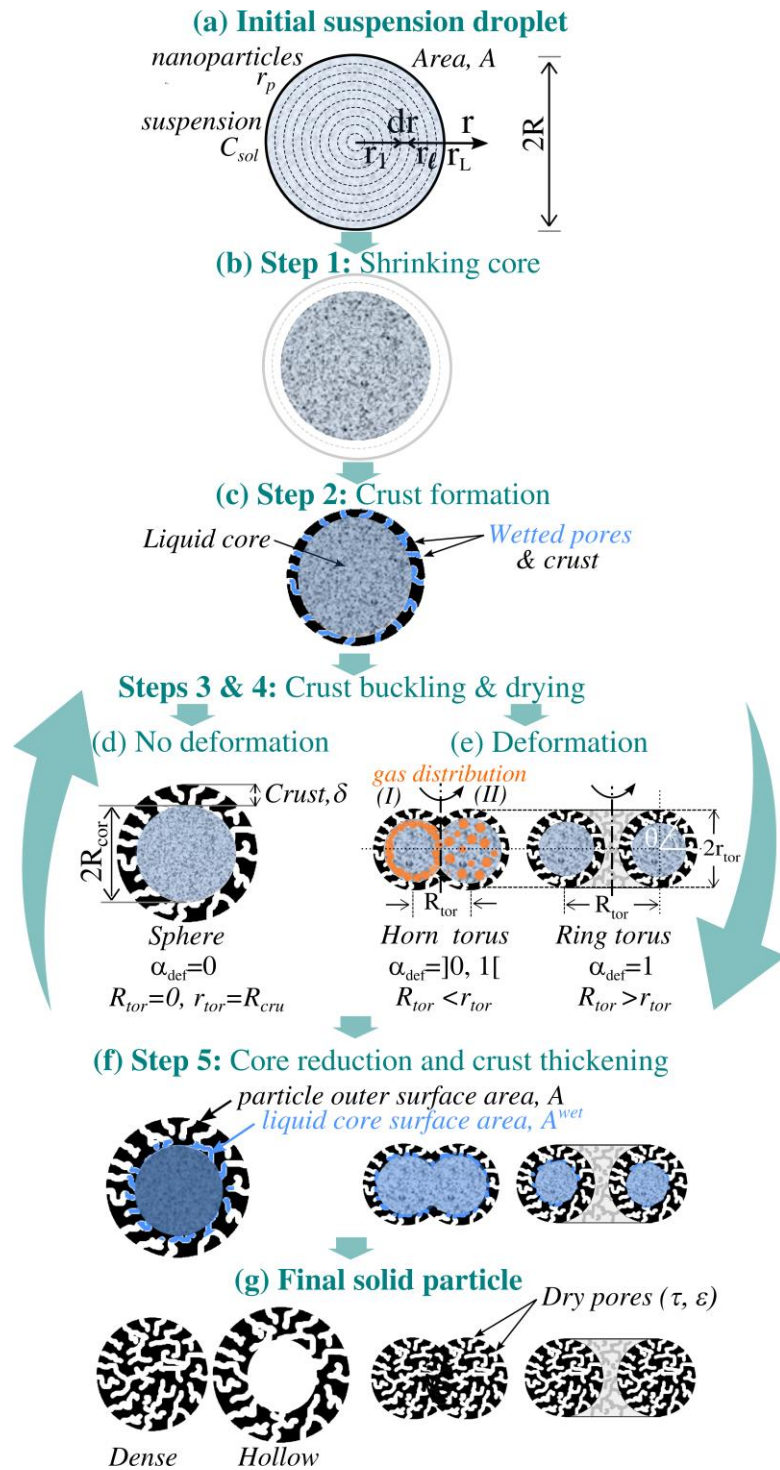 (a) Initial suspension droplet
nanoparticles
r_p
Area, A
suspension
C_sol
dr
r
r_1
r_ℓ
r_L
2R
(b) Step 1: Shrinking core
(c) Step 2: Crust formation
Liquid core
Wetted pores
& crust
Steps 3 & 4: Crust buckling & drying
(d) No deformation
(e) Deformation
Crust, δ
2R_cor
Sphere
α_def=0
R_tor=0, r_tor=R_cru
gas distribution
(I)
(II)
θ
2r_tor
R_tor
R_tor
Horn torus
α_def=]0, 1[
R_tor <r_tor
Ring torus
α_def=1
R_tor >r_tor
(f) Step 5: Core reduction and crust thickening
particle outer surface area, A
liquid core surface area, A^wet
(g) Final solid particle
Dry pores (τ, ε)
Dense
Hollow